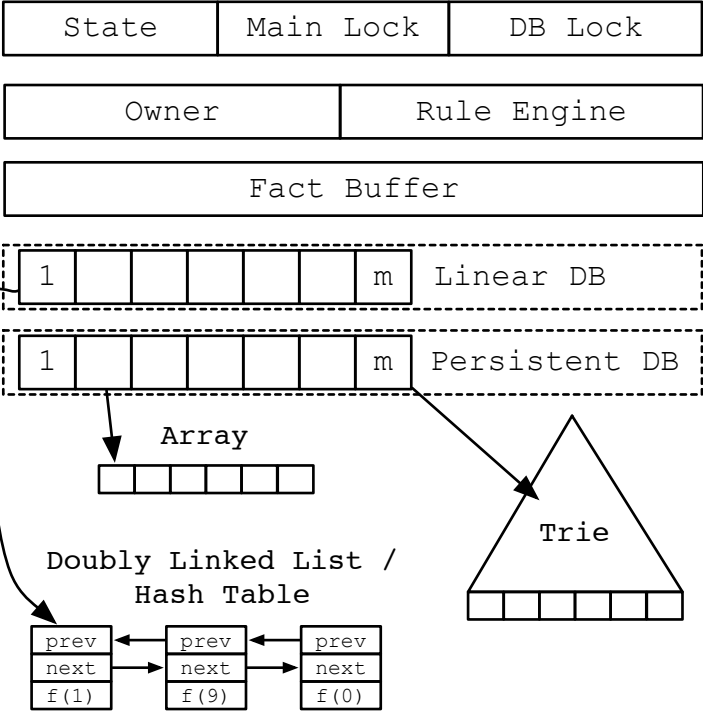 State Main Lock DB Lock
Owner Rule Engine
Fact Buffer
1 m Linear DB
1 m Persistent DB
Array
Trie
Doubly Linked List /
Hash Table
prev prev prev
next next next
f(1) f(9) f(0)